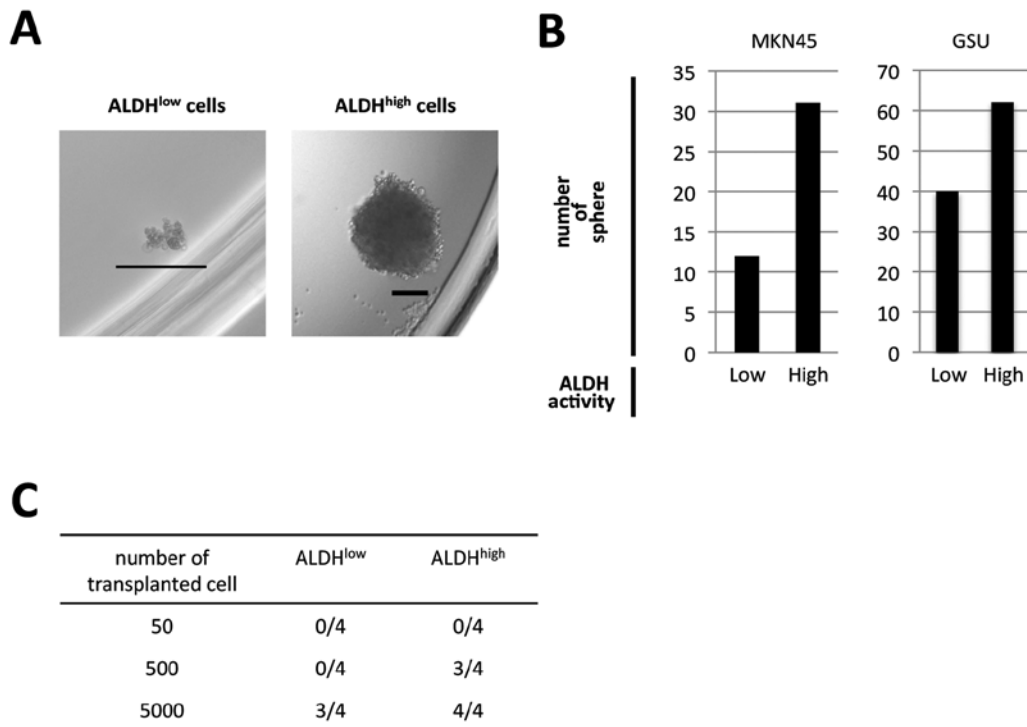 A
ALDHlow cells
ALDHhigh cells
B
MKN45
GSU
number
of
sphere
35
30
25
20
15
10
5
0
70
60
50
40
30
20
10
0
Low High
Low High
ALDH
activity
C
number of
transplanted cell
ALDHlow
ALDHhigh
50 0/4 0/4
500 0/4 3/4
5000 3/4 4/4